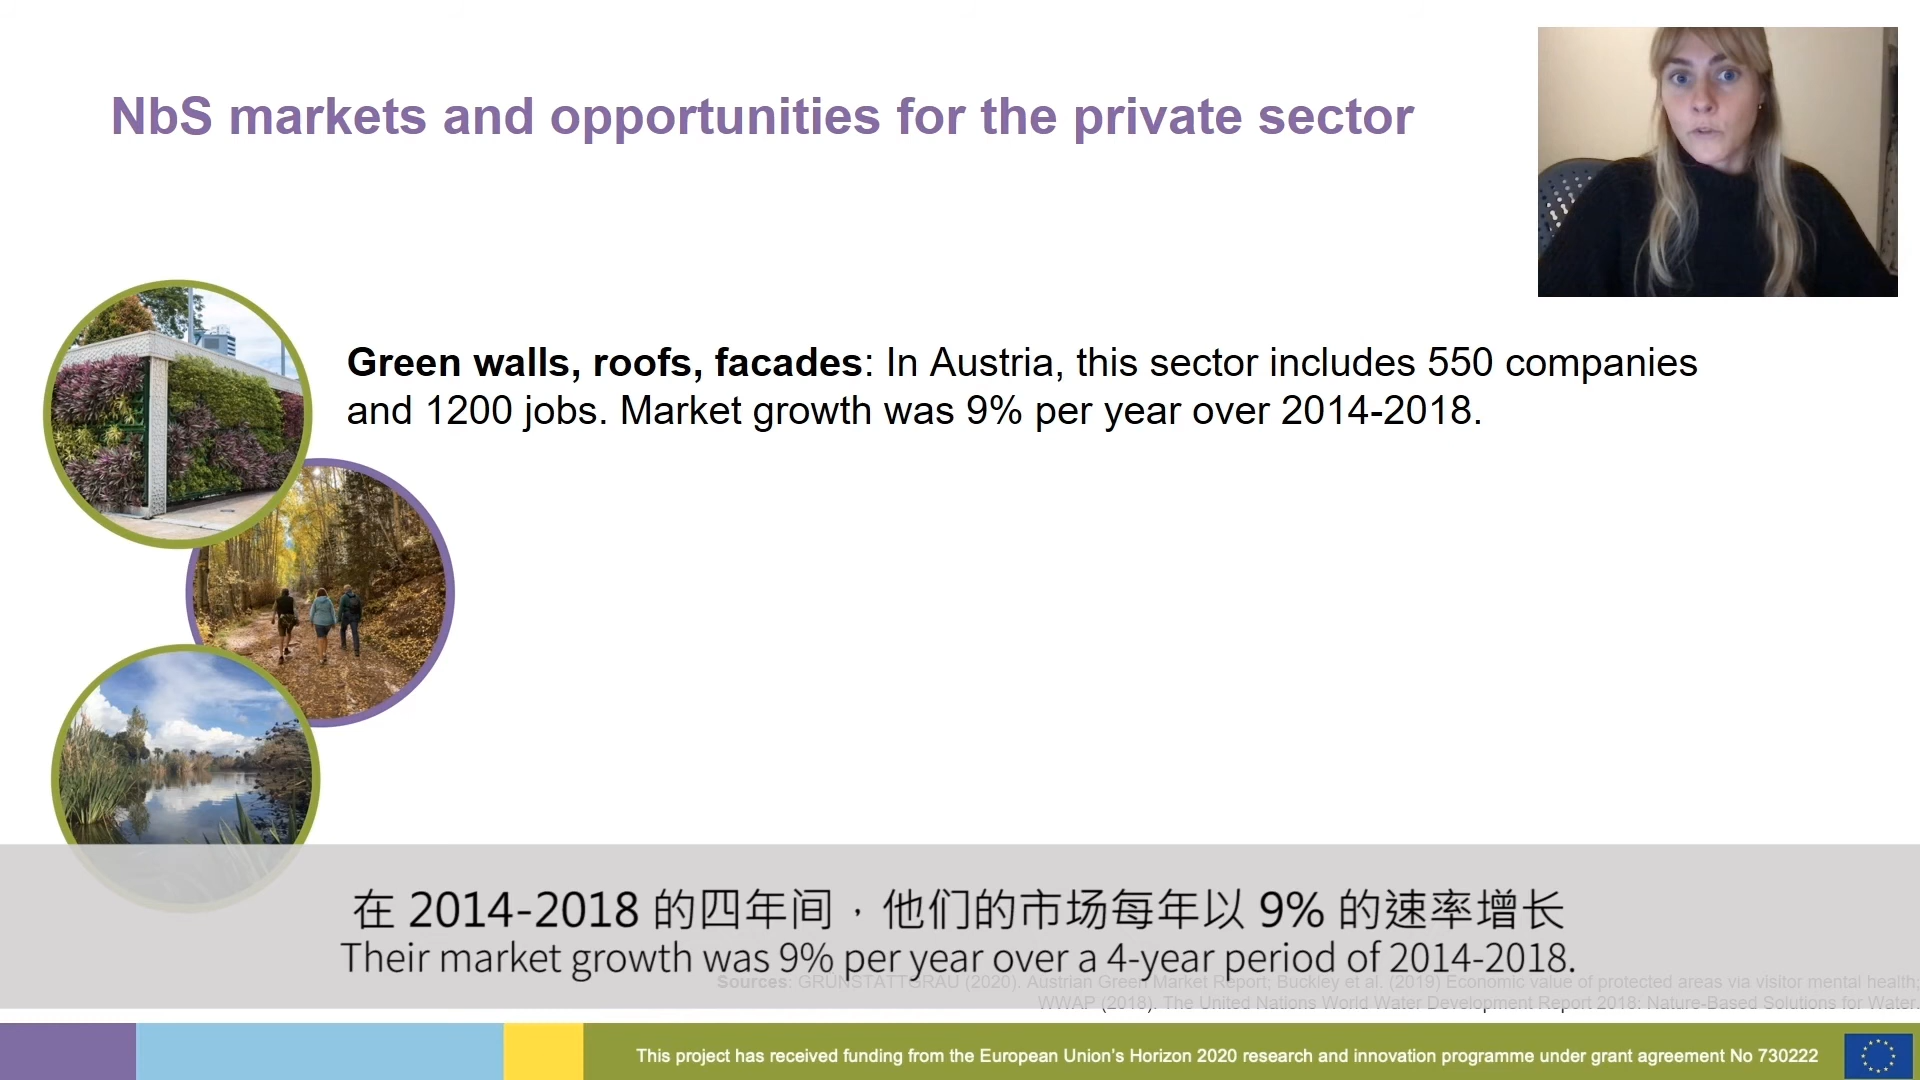 NbS markets and opportunities for the private sector
Green walls, roofs, facades: In Austria, this sector includes 550 companies
and 1200 jobs. Market growth was 9% per year over 2014-2018.
在 2014-2018 的四年间，他们的市场每年以 9% 的速率增长
Their market growth was 9% per year over a 4-year period of 2014-2018.
Sources: GRÜNSTATTGRAU (2020). Austrian Green Market Report; Buckley et al. (2019) Economic value of protected areas via visitor mental health;
WWAP (2018). The United Nations World Water Development Report 2018: Nature-Based Solutions for Water.
This project has received funding from the European Union’s Horizon 2020 research and innovation programme under grant agreement No 730222